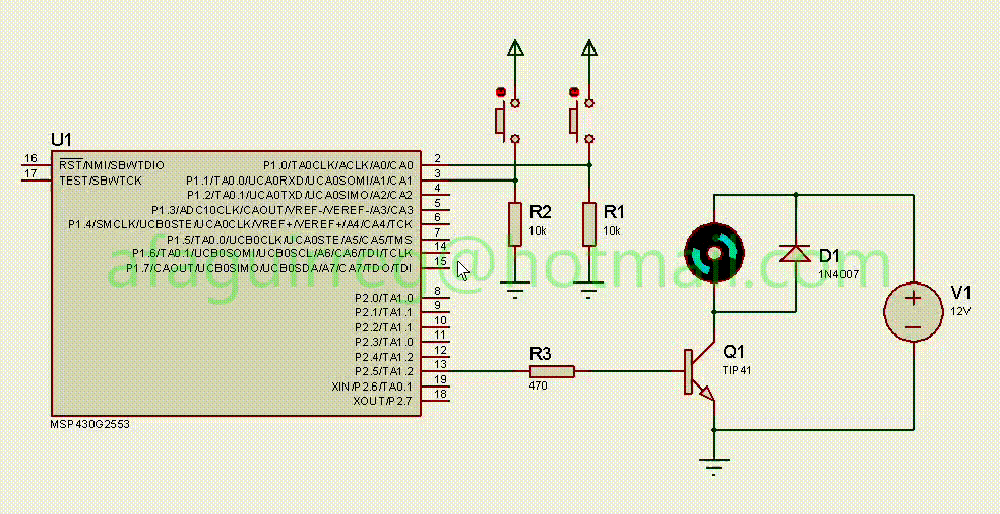 U1
16 RST/NMI/SBWTDIO P1.0/TA0CLK/ACLK/A0/CA0 2
17 TEST/SBWTCK P1.1/TA0.0/UCA0RXD/UCA0SOMI/A1/CA1 3
P1.2/TA0.1/UCA0TXD/UCA0SIMO/A2/CA2 4
P1.3/ADC10CLK/CAOUT/VREF-/VEREF-/A3/CA3 5
P1.4/SMCLK/UCB0STE/UCA0CLK/VREF+/VEREF+/A4/CA4/TCK 6
P1.5/TA0.0/UCB0CLK/UCA0STE/A5/CA5/TMS 7
P1.6/TA0.1/UCB0SOMI/UCB0SCL/A6/CA6/TDI/TCLK 14
P1.7/CAOUT/UCB0SIMO/UCB0SDA/A7/CA7/TDO/TDI 15
P2.0/TA1.0 8
P2.1/TA1.1 9
P2.2/TA1.1 10
P2.3/TA1.0 11
P2.4/TA1.2 12
P2.5/TA1.2 13
XIN/P2.6/TA0.1 19
XOUT/P2.7 18
MSP430G2553
R2
10k
R1
10k
R3
470
D1
1N4007
Q1
TIP41
V1
12V